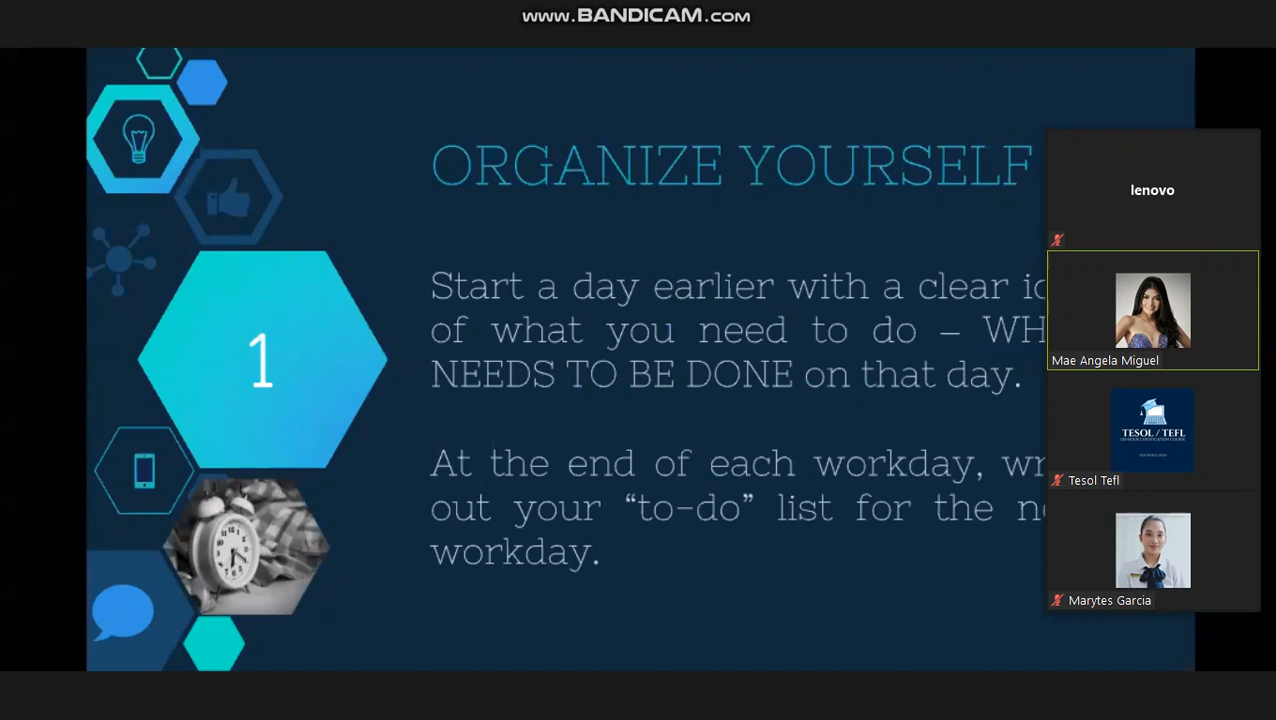 www.BANDICAM.com
ORGANIZE YOURSELF
1
Start a day earlier with a clear
of what you need to do –
NEEDS TO BE DONE on that day.
At the end of each workday,
out your “to-do” list for the
workday.
lenovo
Mae Angela Miguel
TESOL / TEFL
Tesol Tefl
Marytes Garcia